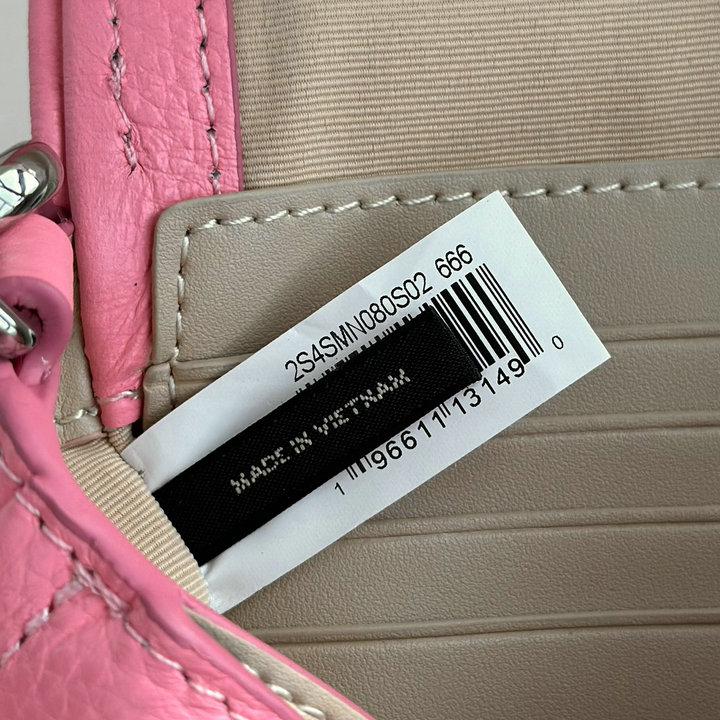 2S4SMN080S02 666
MADE IN VIETNAM
1 96611 13149 0